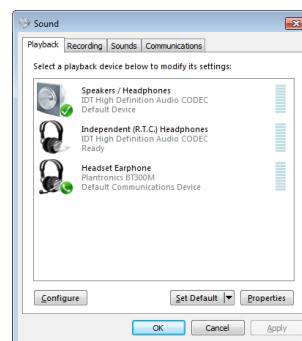 Sound
Playback Recording Sounds Communications
Select a playback device below to modify its settings:
Speakers / Headphones
IDT High Definition Audio CODEC
Default Device
Independent (R.T.C.) Headphones
IDT High Definition Audio CODEC
Ready
Headset Earphone
Plantronics BT300M
Default Communications Device
Configure Set Default Properties
OK Cancel Apply